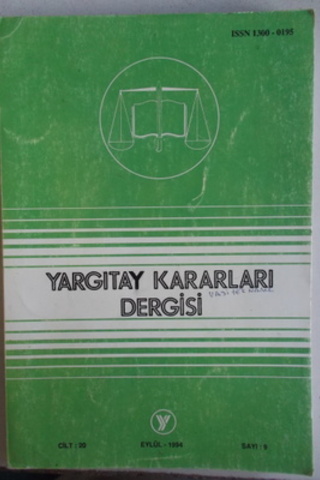 ISSN 1300-0195
YARGITAY KARARLARI
DERGİSİ
CİLT : 20 EYLÜL - 1994 SAYI : 9